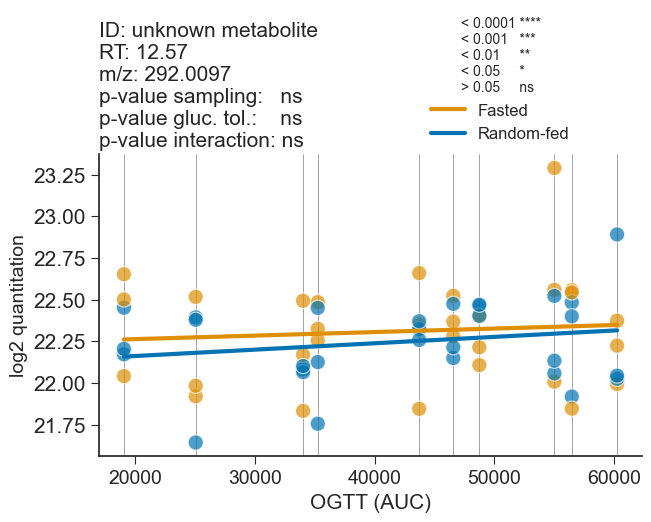 ID: unknown metabolite
RT: 12.57
m/z: 292.0097
p-value sampling: ns
p-value gluc. tol.: ns
p-value interaction: ns
< 0.0001 ****
< 0.001 ***
< 0.01 **
< 0.05 *
> 0.05 ns
Fasted
Random-fed
log2 quantitation
23.25
23.00
22.75
22.50
22.25
22.00
21.75
20000 30000 40000 50000 60000
OGTT (AUC)